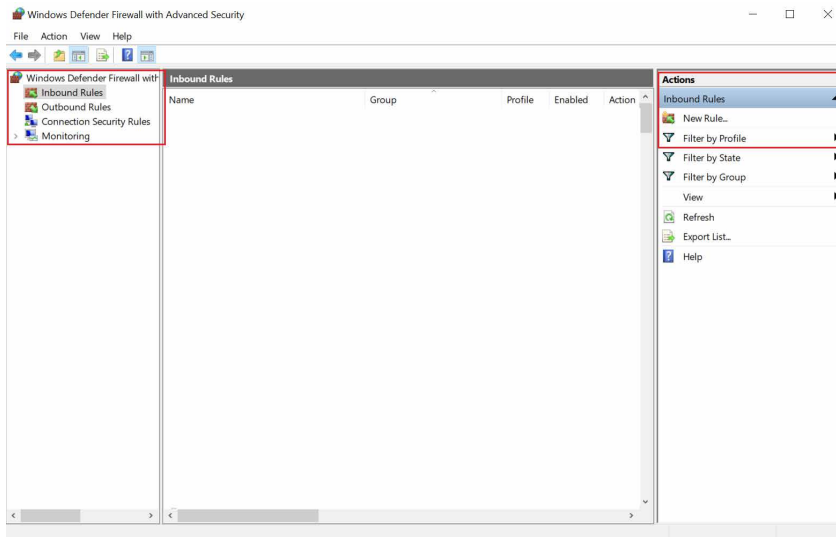 Windows Defender Firewall with Advanced Security
File Action View Help
Windows Defender Firewall with
Inbound Rules
Outbound Rules
Connection Security Rules
Monitoring
Inbound Rules
Name Group Profile Enabled Action
Actions
Inbound Rules
New Rule...
Filter by Profile
Filter by State
Filter by Group
View
Refresh
Export List...
Help